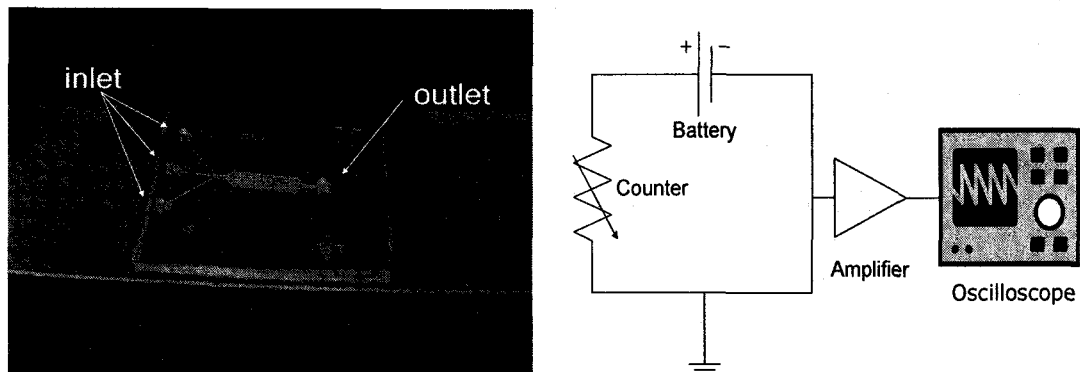 inlet
outlet
+ −
Battery
Counter
Amplifier
Oscilloscope